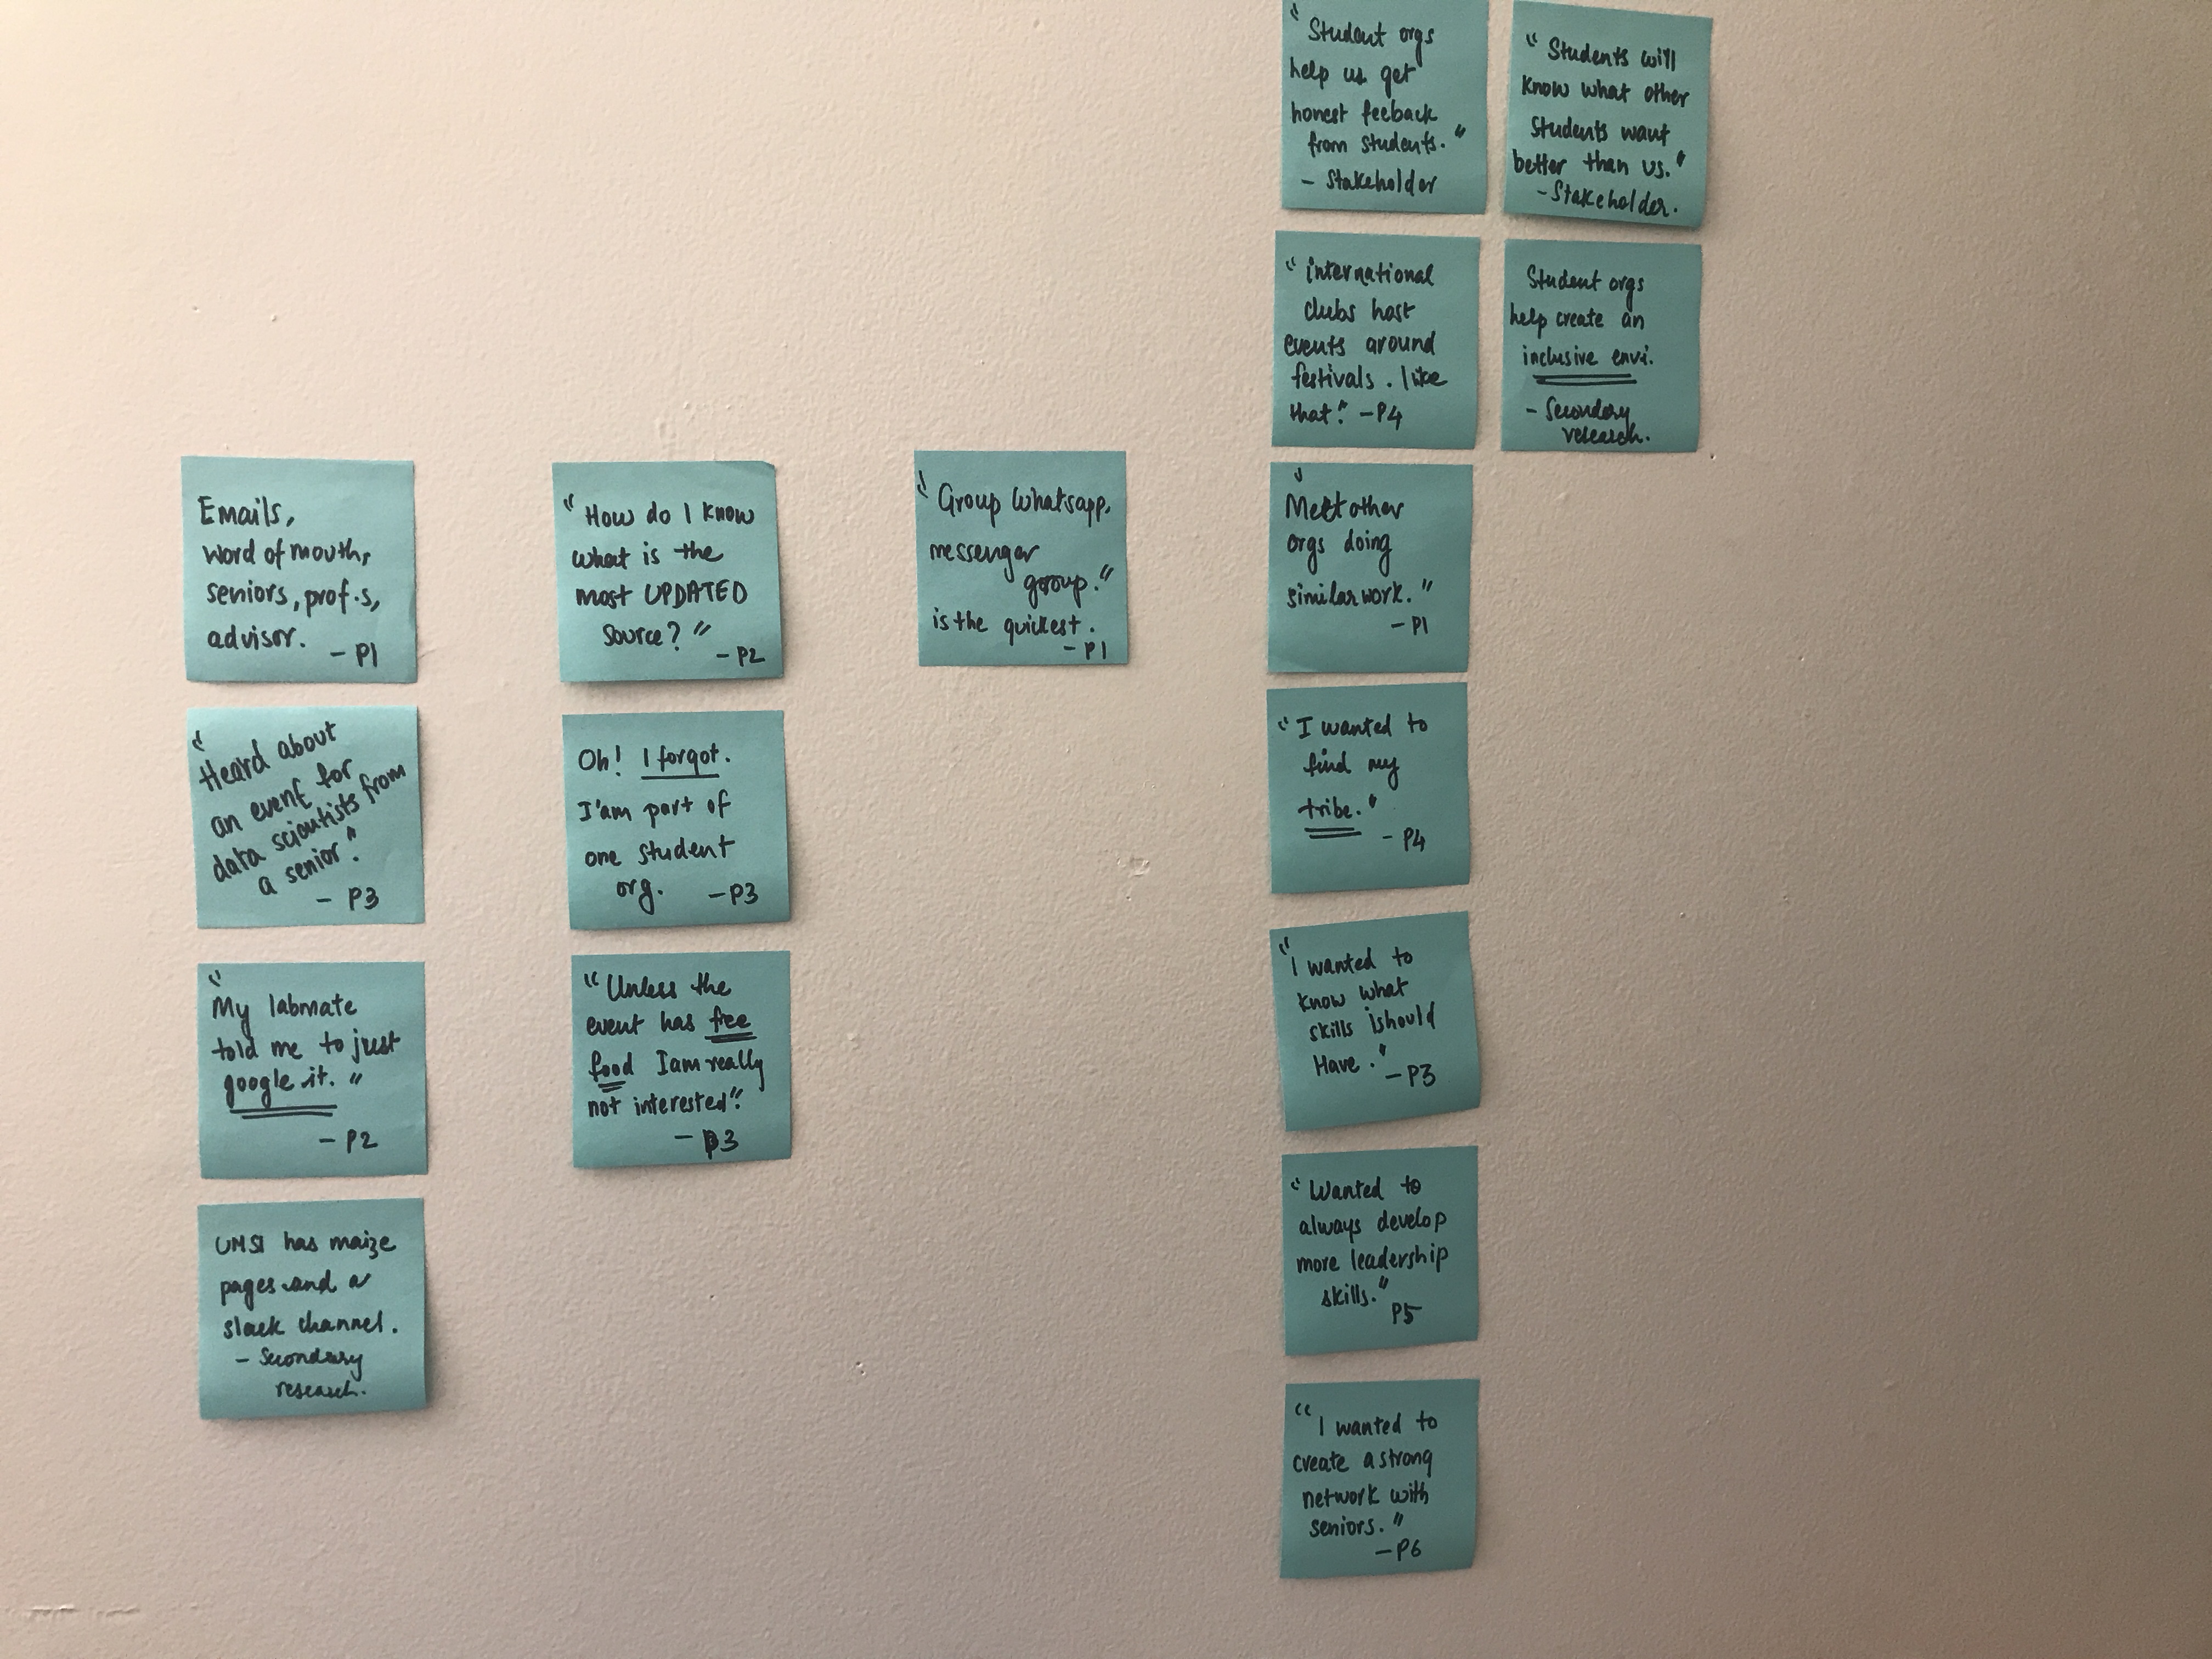 Emails,
word of mouth,
seniors, prof.s,
advisor.
- P1
"Heard about
an event for
data scientists from
a senior."
- P3
"My labmate
told me to just
google it."
- P2
UMSI has maize
pages and a
slack channel.
- Secondary
research.
"How do I know
what is the
most UPDATED
source?"
- P2
Oh! I forgot.
I'am part of
one student
org.
- P3
"Unless the
event has free
food I am really
not interested".
- P3
"Group Whatsapp,
messenger
group."
is the quickest.
- P1
"Student orgs
help us get
honest feeback
from students."
- Stakeholder
"international
clubs host
events around
festivals. I like
that". - P4
"Meet other
orgs doing
similar work."
- P1
"I wanted to
find my
tribe."
- P4
"I wanted to
know what
skills ishould
Have."
- P3
"Wanted to
always develop
more leadership
skills."
P5
"I wanted to
create a strong
network with
seniors."
- P6
"Students will
know what other
students want
better than us."
- Stakeholder.
Student orgs
help create an
inclusive envi.
- Secondary
research.